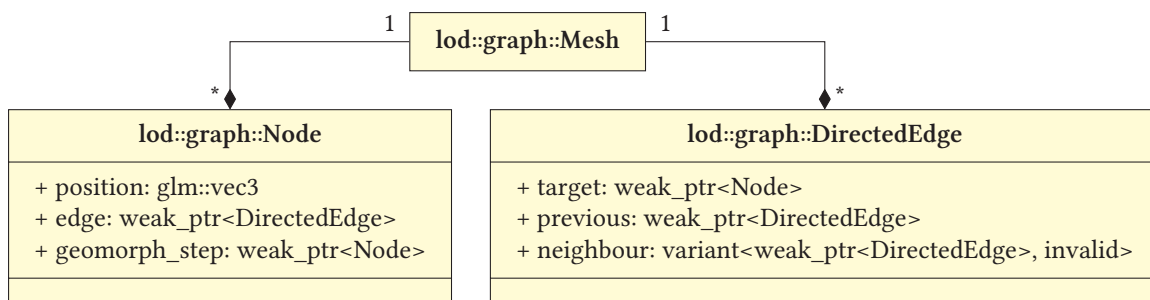 1
1
lod::graph::Mesh
*
*
lod::graph::Node
+ position: glm::vec3
+ edge: weak_ptr<DirectedEdge>
+ geomorph_step: weak_ptr<Node>
lod::graph::DirectedEdge
+ target: weak_ptr<Node>
+ previous: weak_ptr<DirectedEdge>
+ neighbour: variant<weak_ptr<DirectedEdge>, invalid>